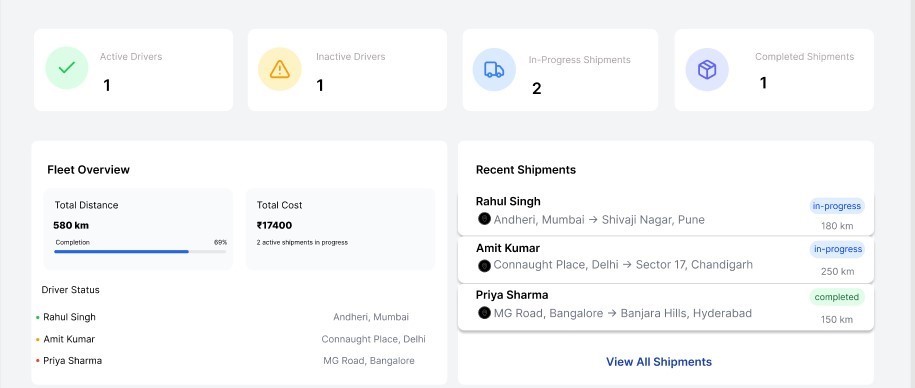 Active Drivers
1
Inactive Drivers
1
In-Progress Shipments
2
Completed Shipments
1
Fleet Overview
Total Distance
580 km
Completion 69%
Total Cost
₹17400
2 active shipments in progress
Driver Status
Rahul Singh Andheri, Mumbai
Amit Kumar Connaught Place, Delhi
Priya Sharma MG Road, Bangalore
Recent Shipments
Rahul Singh in-progress
Andheri, Mumbai → Shivaji Nagar, Pune 180 km
Amit Kumar in-progress
Connaught Place, Delhi → Sector 17, Chandigarh 250 km
Priya Sharma completed
MG Road, Bangalore → Banjara Hills, Hyderabad 150 km
View All Shipments